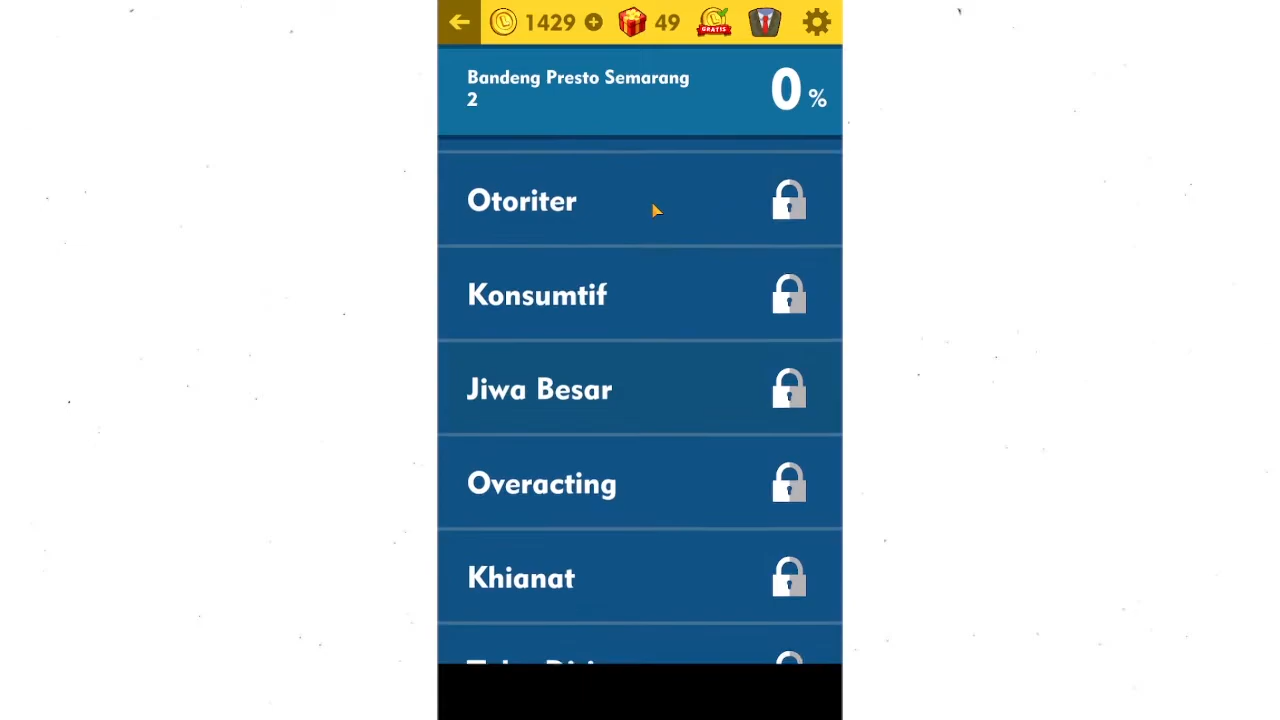 1429 49 GRATIS
Bandeng Presto Semarang
2
0 %
Otoriter
Konsumtif
Jiwa Besar
Overacting
Khianat